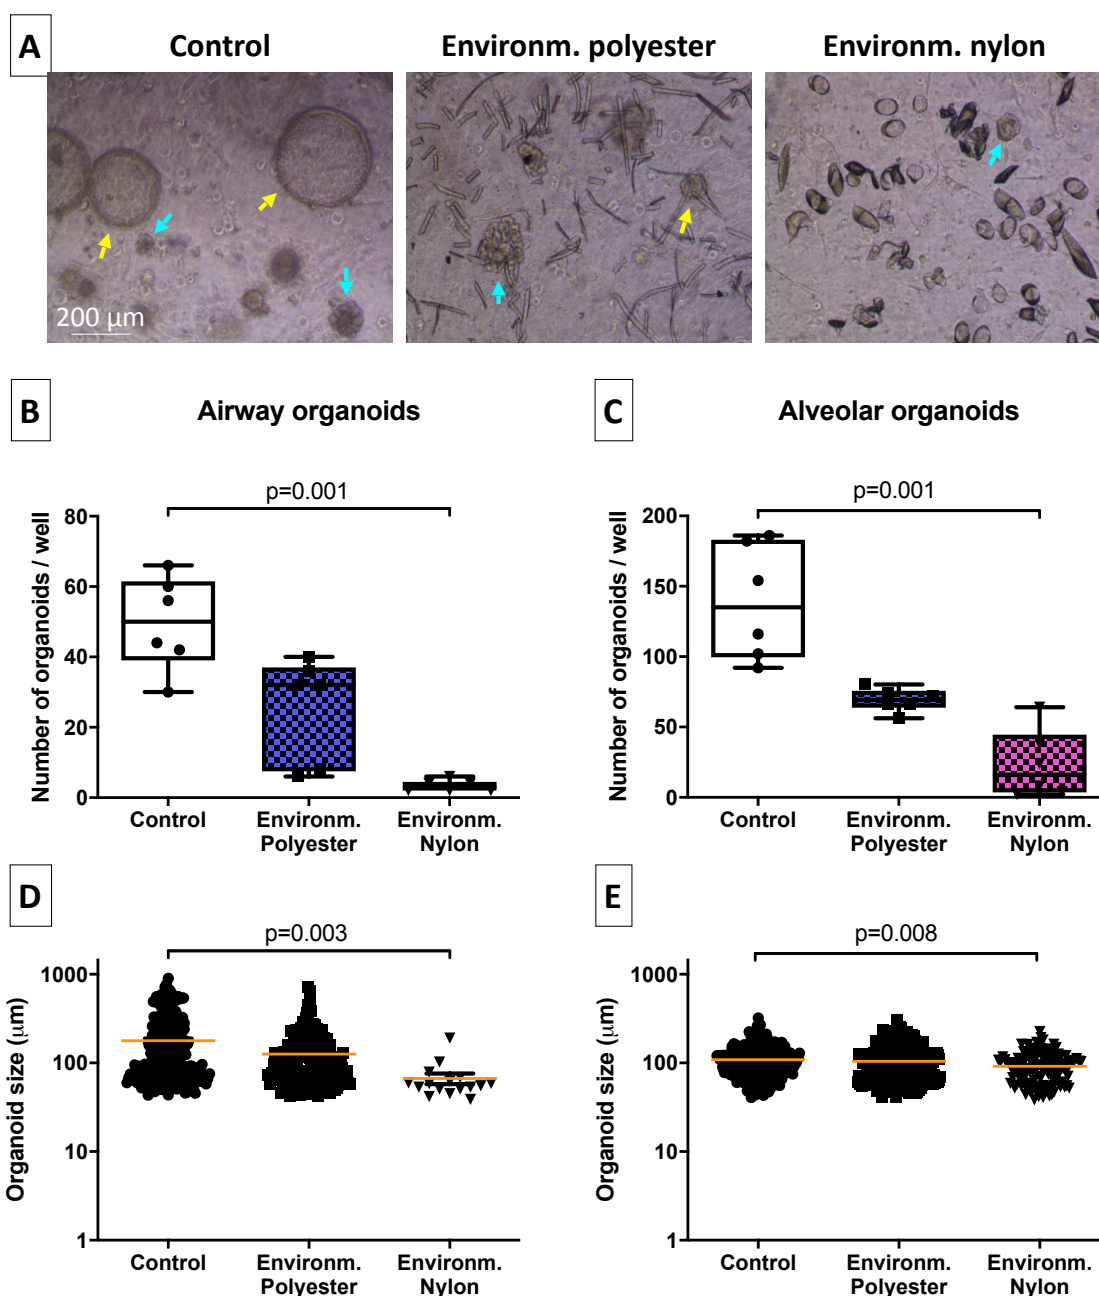 A
Control
Environm. polyester
Environm. nylon
200 µm
B
Airway organoids
C
Alveolar organoids
p=0.001
p=0.001
Number of organoids / well
80
60
40
20
0
Control
Environm.
Polyester
Environm.
Nylon
Number of organoids / well
200
150
100
50
0
Control
Environm.
Polyester
Environm.
Nylon
D
E
p=0.003
p=0.008
Organoid size (µm)
1000
100
10
1
Control
Environm.
Polyester
Environm.
Nylon
Organoid size (µm)
1000
100
10
1
Control
Environm.
Polyester
Environm.
Nylon